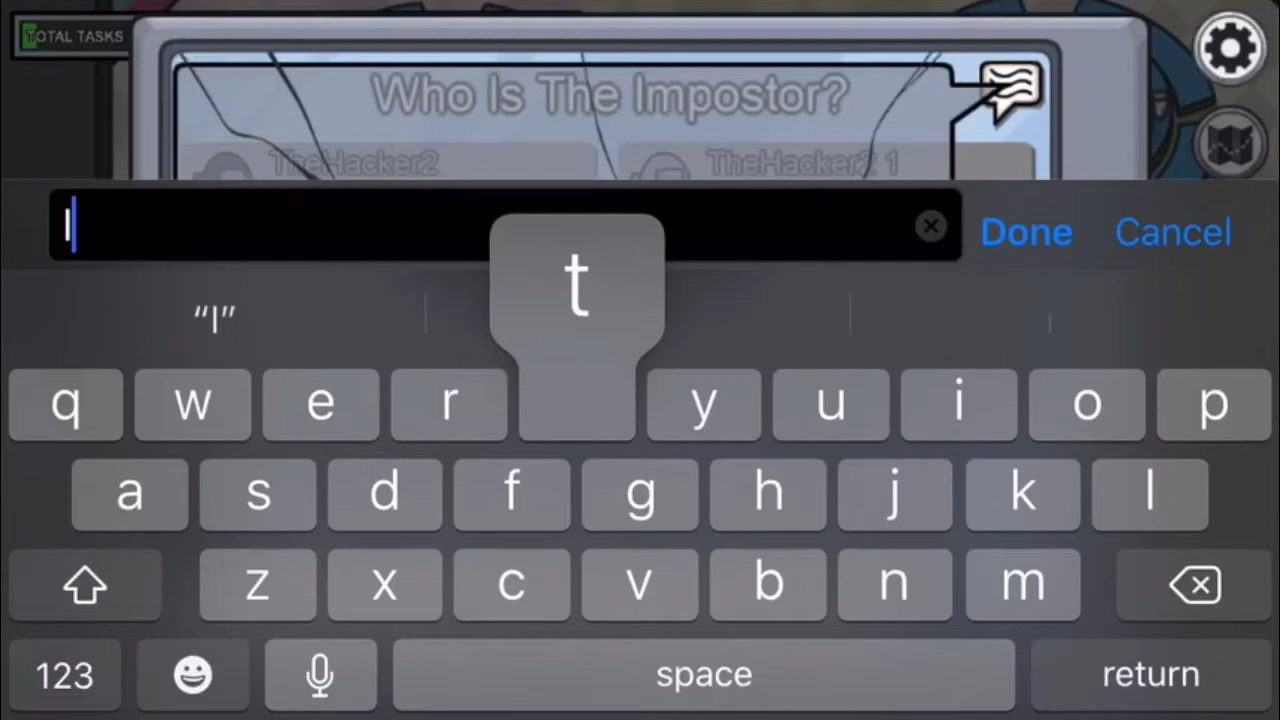 TOTAL TASKS
Who Is The Impostor?
TheHacker2
TheHacker2 1
I
Done
Cancel
“I”
t
q w e r y u i o p
a s d f g h j k l
z x c v b n m
123
space
return